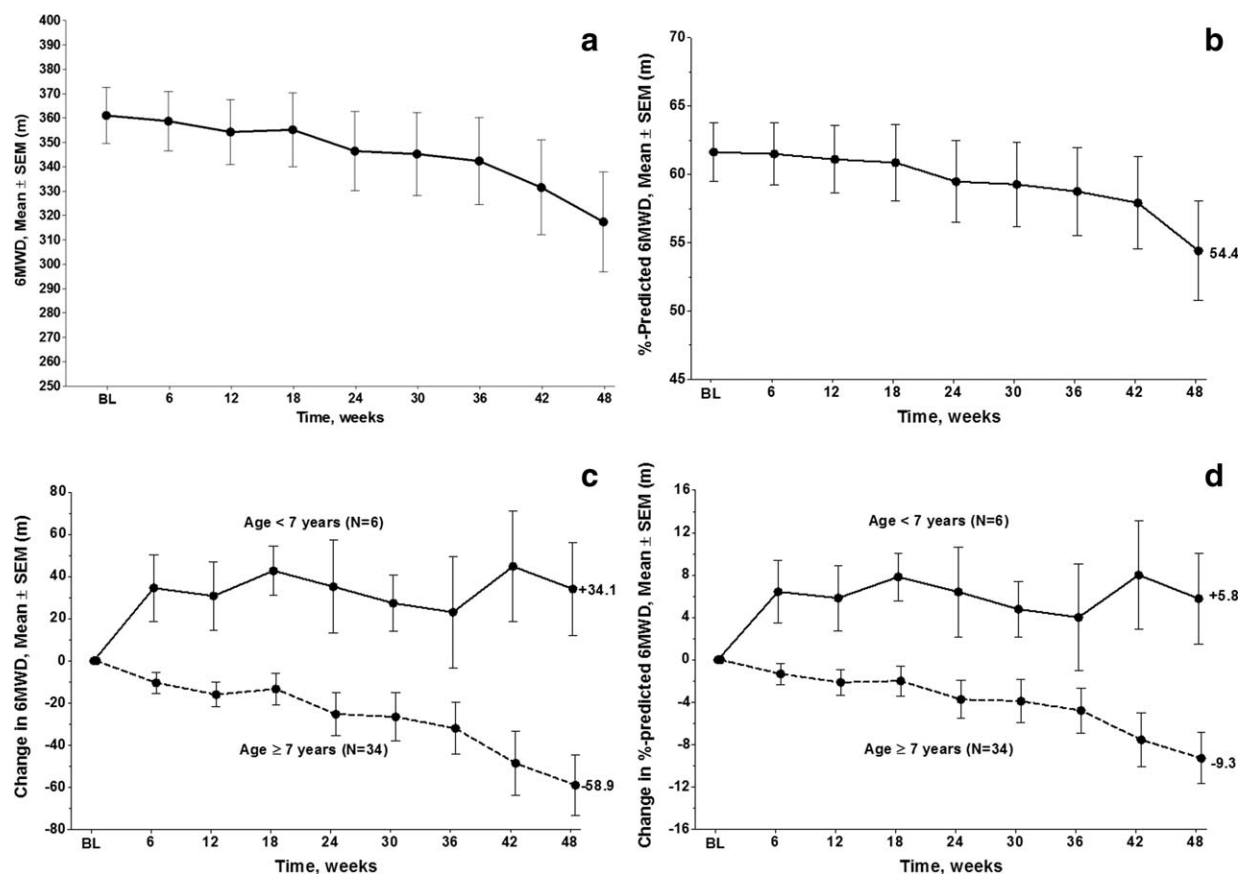 a
6MWD, Mean ± SEM (m)
400
390
380
370
360
350
340
330
320
310
300
290
280
270
260
250
BL 6 12 18 24 30 36 42 48
Time, weeks
b
%-Predicted 6MWD, Mean ± SEM (m)
70
65
60
55
50
45
54.4
BL 6 12 18 24 30 36 42 48
Time, weeks
c
Change in 6MWD, Mean ± SEM (m)
80
60
40
20
0
-20
-40
-60
-80
Age < 7 years (N=6)
+34.1
Age ≥ 7 years (N=34)
-58.9
BL 6 12 18 24 30 36 42 48
Time, weeks
d
Change in %-predicted 6MWD, Mean ± SEM (m)
16
12
8
4
0
-4
-8
-12
-16
Age < 7 years (N=6)
+5.8
Age ≥ 7 years (N=34)
-9.3
BL 6 12 18 24 30 36 42 48
Time, weeks